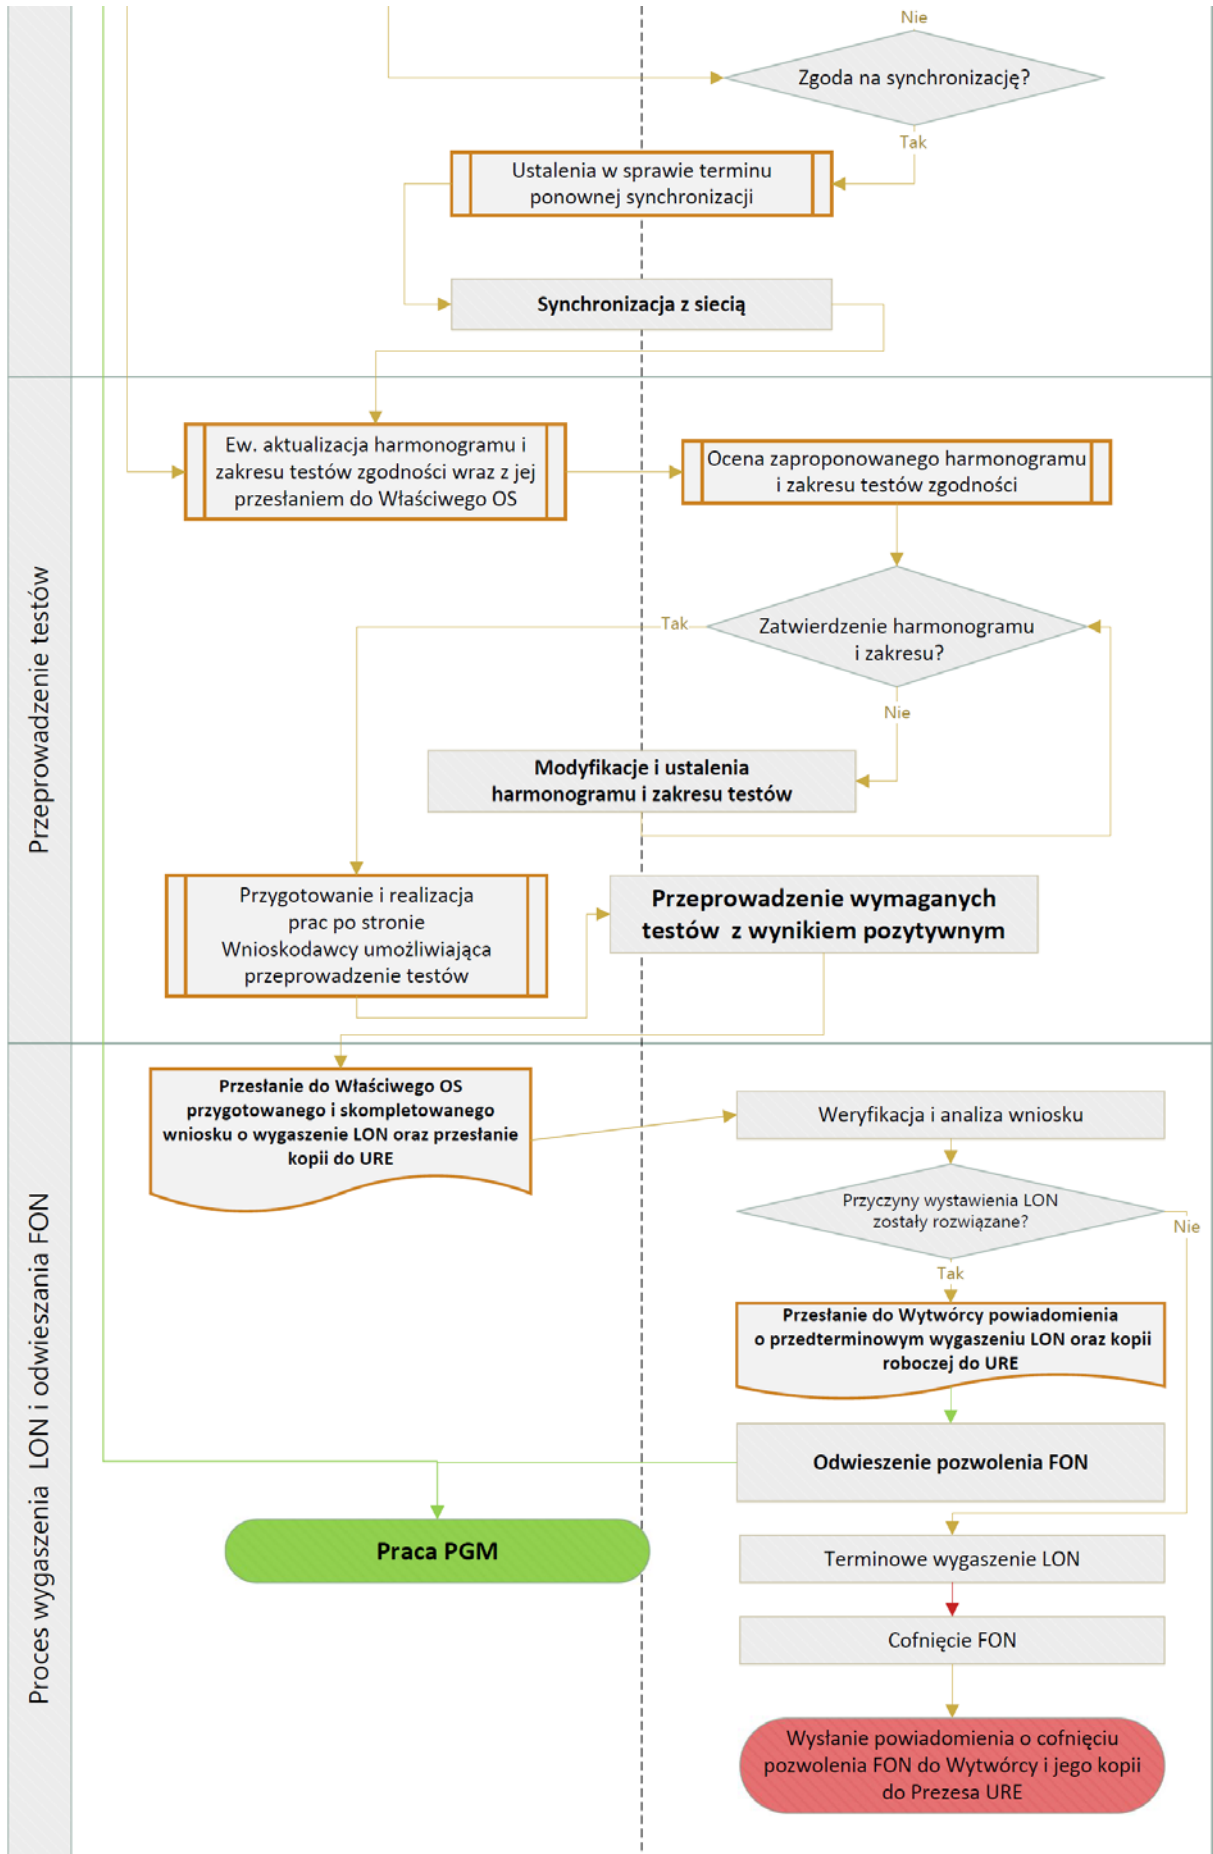 Nie
Zgoda na synchronizację?
Tak
Ustalenia w sprawie terminu
ponownej synchronizacji
Synchronizacja z siecią
Przeprowadzenie testów
Ew. aktualizacja harmonogramu i
zakresu testów zgodności wraz z jej
przesłaniem do Właściwego OS
Ocena zaproponowanego harmonogramu
i zakresu testów zgodności
Zatwierdzenie harmonogramu
i zakresu?
Tak
Nie
Modyfikacje i ustalenia
harmonogramu i zakresu testów
Przygotowanie i realizacja
prac po stronie
Wnioskodawcy umożliwiająca
przeprowadzenie testów
Przeprowadzenie wymaganych
testów z wynikiem pozytywnym
Proces wygaszenia LON i odwieszania FON
Przesłanie do Właściwego OS
przygotowanego i skompletowanego
wniosku o wygaszenie LON oraz przesłanie
kopii do URE
Weryfikacja i analiza wniosku
Przyczyny wystawienia LON
zostały rozwiązane?
Nie
Tak
Przesłanie do Wytwórcy powiadomienia
o przedterminowym wygaszeniu LON oraz kopii
roboczej do URE
Odwieszenie pozwolenia FON
Praca PGM
Terminowe wygaszenie LON
Cofnięcie FON
Wysłanie powiadomienia o cofnięciu
pozwolenia FON do Wytwórcy i jego kopii
do Prezesa URE